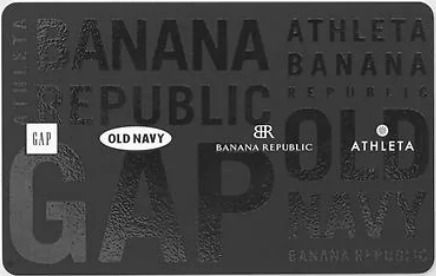 ATHLETA
BANANA
REPUBLIC
ATHLETA
BANANA
REPUBLIC
GAP
OLD NAVY
BR
BANANA REPUBLIC
ATHLETA
GAP
OLD
NAVY
BANANA REPUBLIC